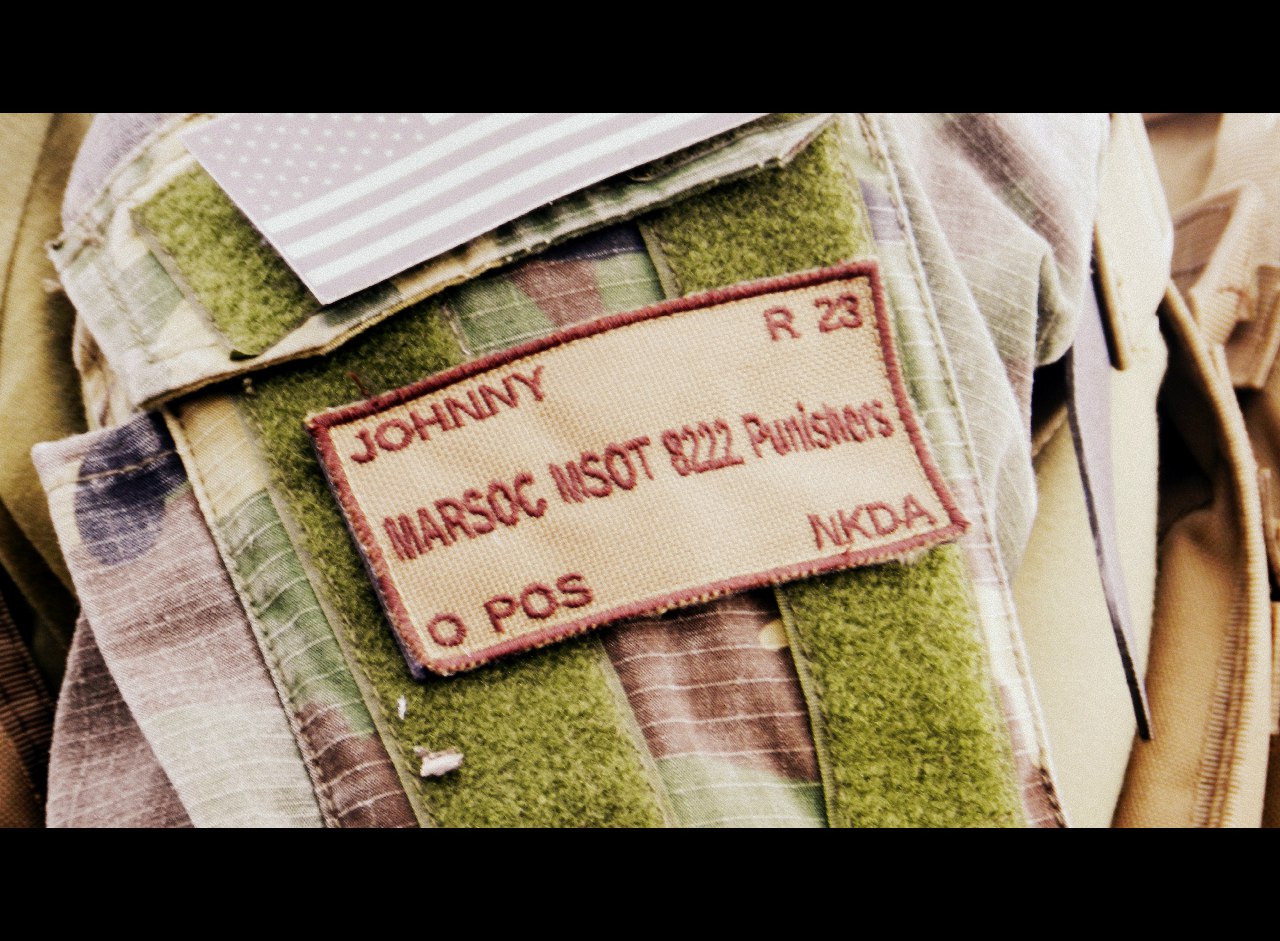 JOHNNY R 23
MARSOC MSOT 8222 Punishers
O POS NKDA